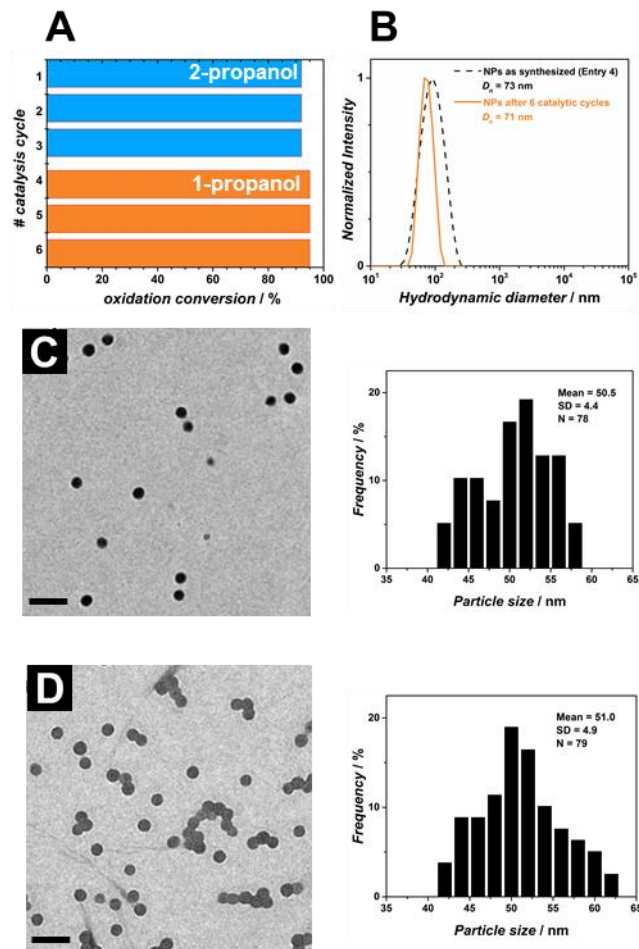 A
2-propanol
1-propanol
1
2
3
4
5
6
# catalysis cycle
0 20 40 60 80 100
oxidation conversion / %
B
NPs as synthesized (Entry 4)
Dₙ = 73 nm
NPs after 6 catalytic cycles
Dₙ = 71 nm
1
0
Normalized Intensity
10¹ 10² 10³ 10⁴ 10⁵
Hydrodynamic diameter / nm
C
Mean = 50.5
SD = 4.4
N = 78
20
10
0
Frequency / %
35 40 45 50 55 60 65
Particle size / nm
D
Mean = 51.0
SD = 4.9
N = 79
20
10
0
Frequency / %
35 40 45 50 55 60 65
Particle size / nm